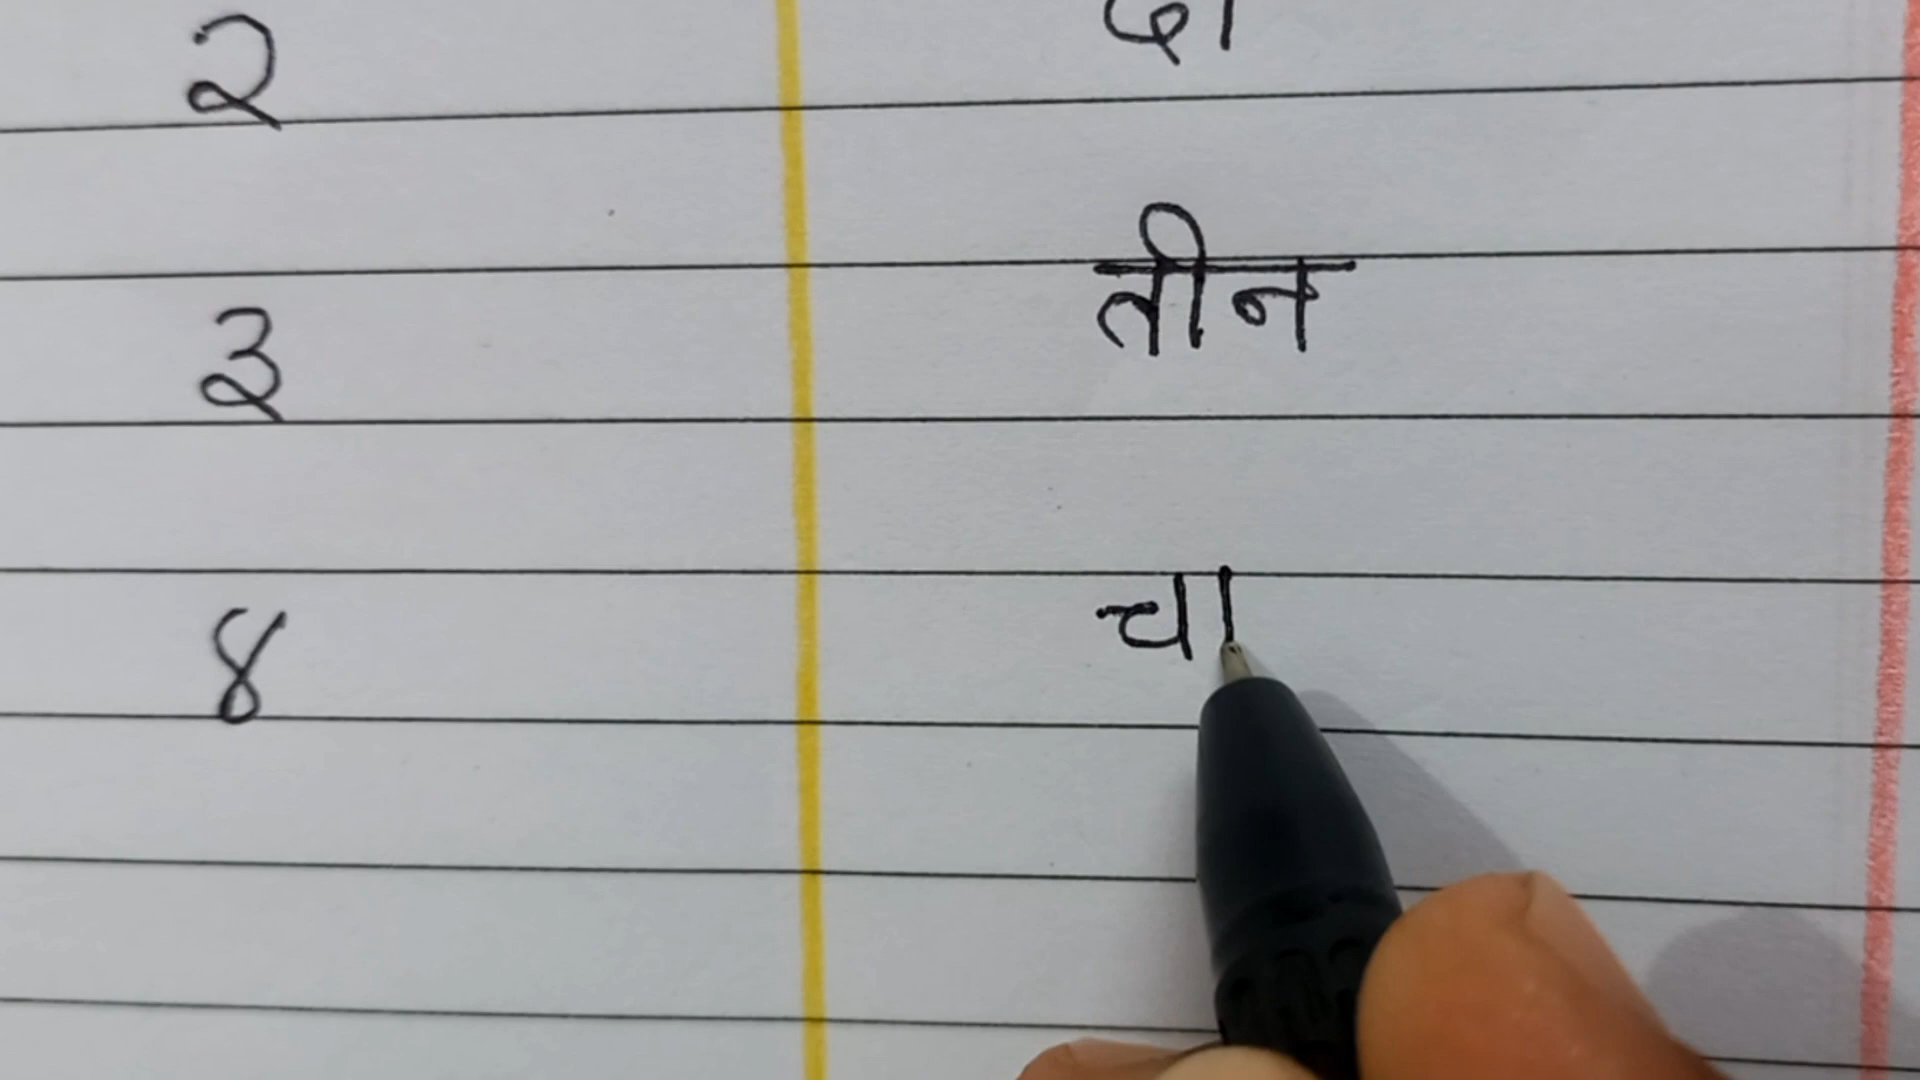 २ दा
३ तीन
४ चा